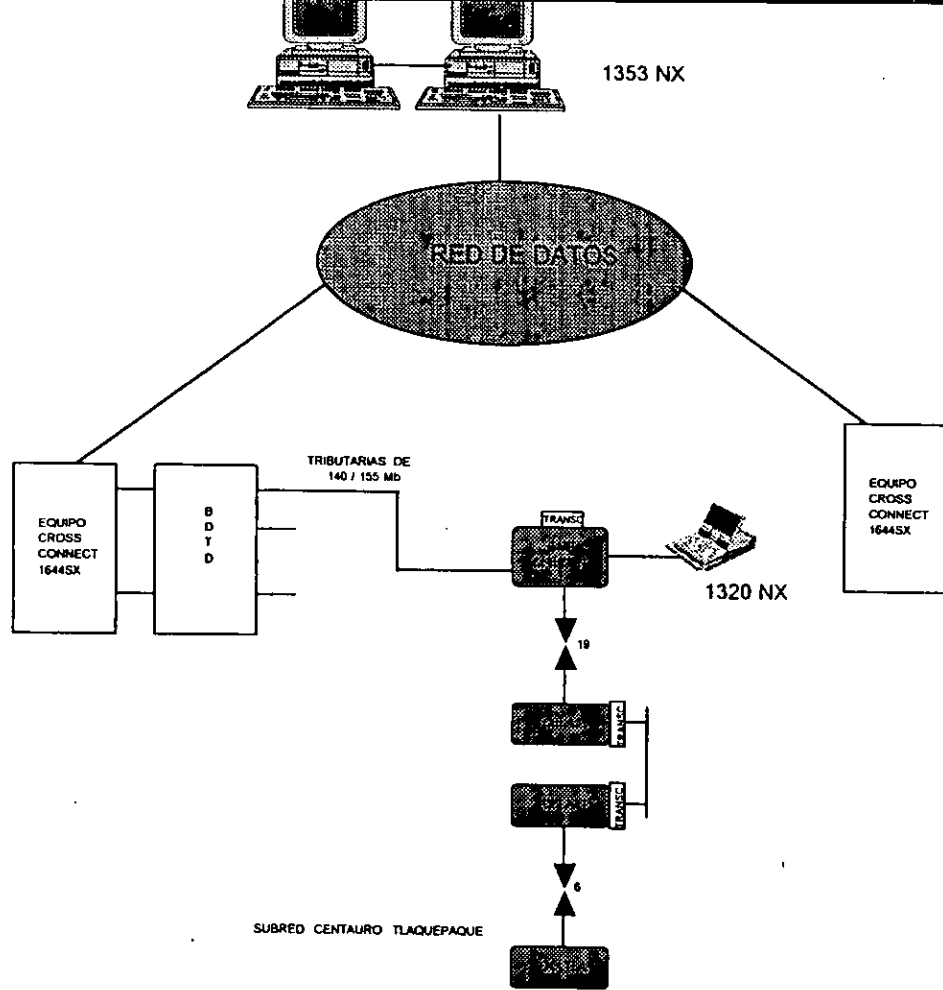 1353 NX
RED DE DATOS
TRIBUTARIAS DE
140 / 155 Mb
EQUIPO
CROSS
CONNECT
1644SX
B
D
T
D
TRANSC
1320 NX
EQUIPO
CROSS
CONNECT
1644SX
19
TRANSC
TRANSC
6
SUBRED CENTAURO TLAQUEPAQUE